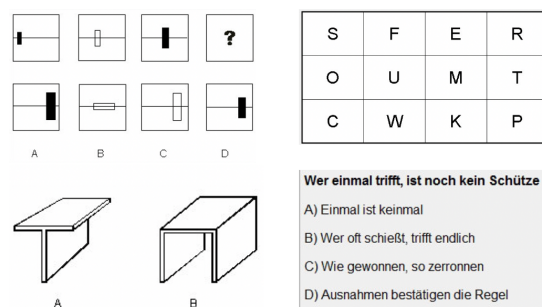 ?
A B C D
S F E R
O U M T
C W K P
A B
Wer einmal trifft, ist noch kein Schütze
A) Einmal ist keinmal
B) Wer oft schießt, trifft endlich
C) Wie gewonnen, so zerronnen
D) Ausnahmen bestätigen die Regel